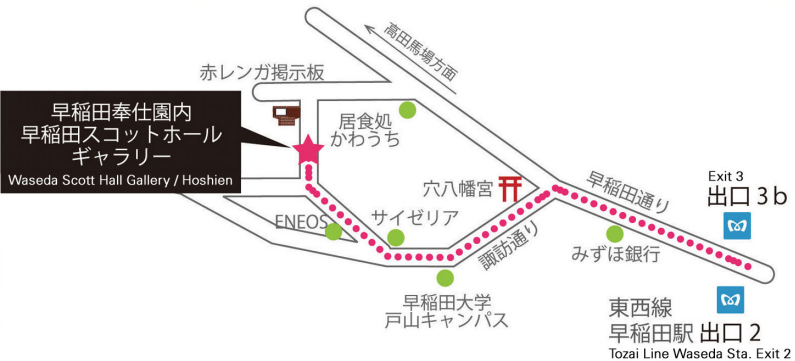 高田馬場方面
赤レンガ掲示板
早稲田奉仕園内
早稲田スコットホール
ギャラリー
Waseda Scott Hall Gallery / Hoshien
居食処
かわうち
穴八幡宮
早稲田通り
Exit 3
出口 3b
ENEOS
サイゼリア
諏訪通り
みずほ銀行
早稲田大学
戸山キャンパス
東西線
早稲田駅 出口 2
Tozai Line Waseda Sta. Exit 2